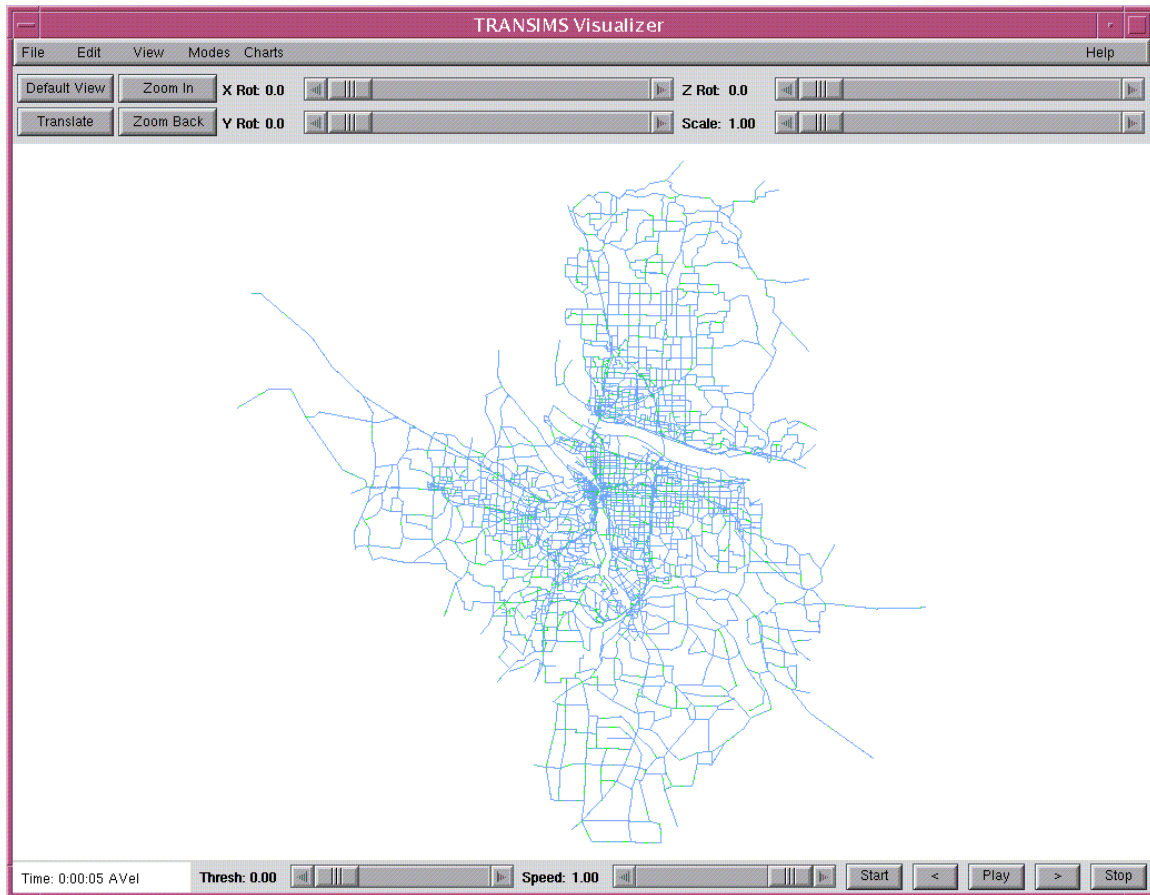 TRANSIMS Visualizer
File Edit View Modes Charts Help
Default View Zoom In X Rot: 0.0 Z Rot: 0.0
Translate Zoom Back Y Rot: 0.0 Scale: 1.00
Time: 0:00:05 AVel Thresh: 0.00 Speed: 1.00 Start < Play > Stop